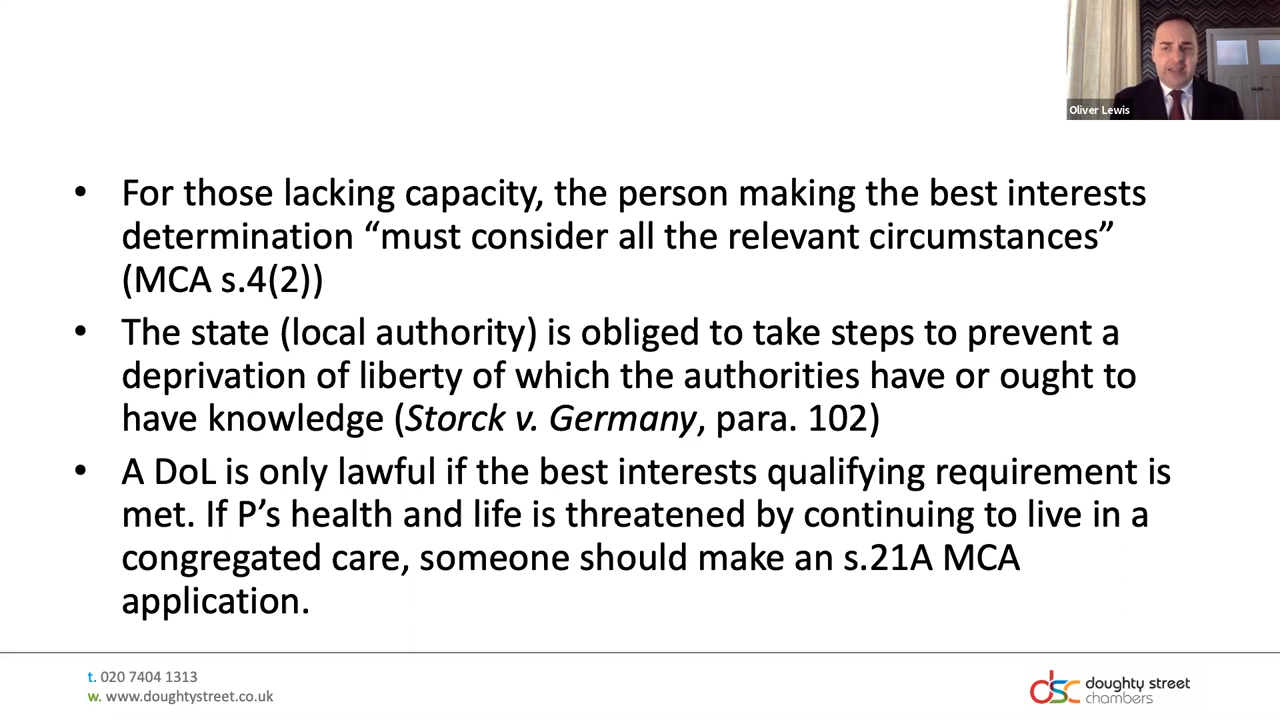 Oliver Lewis
• For those lacking capacity, the person making the best interests
determination “must consider all the relevant circumstances”
(MCA s.4(2))
• The state (local authority) is obliged to take steps to prevent a
deprivation of liberty of which the authorities have or ought to
have knowledge (Storck v. Germany, para. 102)
• A DoL is only lawful if the best interests qualifying requirement is
met. If P’s health and life is threatened by continuing to live in a
congregated care, someone should make an s.21A MCA
application.
t. 020 7404 1313
w. www.doughtystreet.co.uk
dsc doughty street
chambers